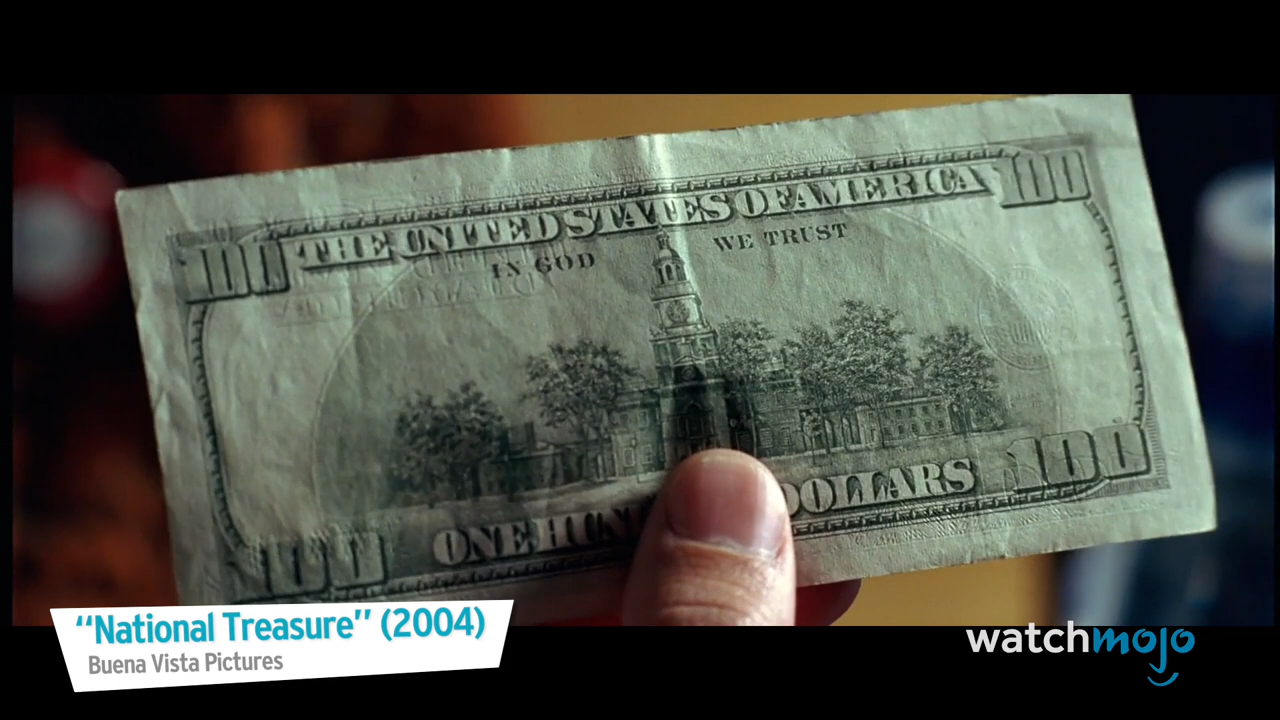 100 THE UNITED STATES OF AMERICA 100
IN GOD WE TRUST
ONE HUN DOLLARS 100
100
“National Treasure” (2004)
Buena Vista Pictures
watchmojo